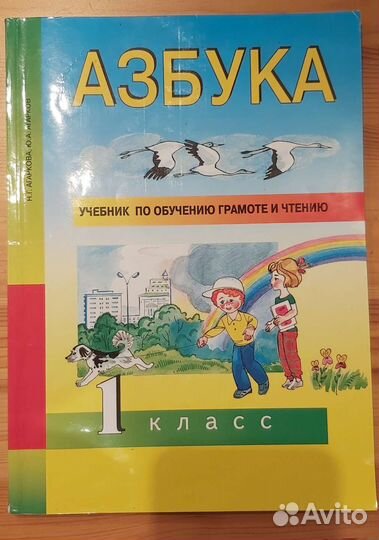 АЗБУКА
Н.Г. АГАРКОВА, Ю.А. АГАРКОВ
УЧЕБНИК ПО ОБУЧЕНИЮ ГРАМОТЕ И ЧТЕНИЮ
1 КЛАСС
Avito